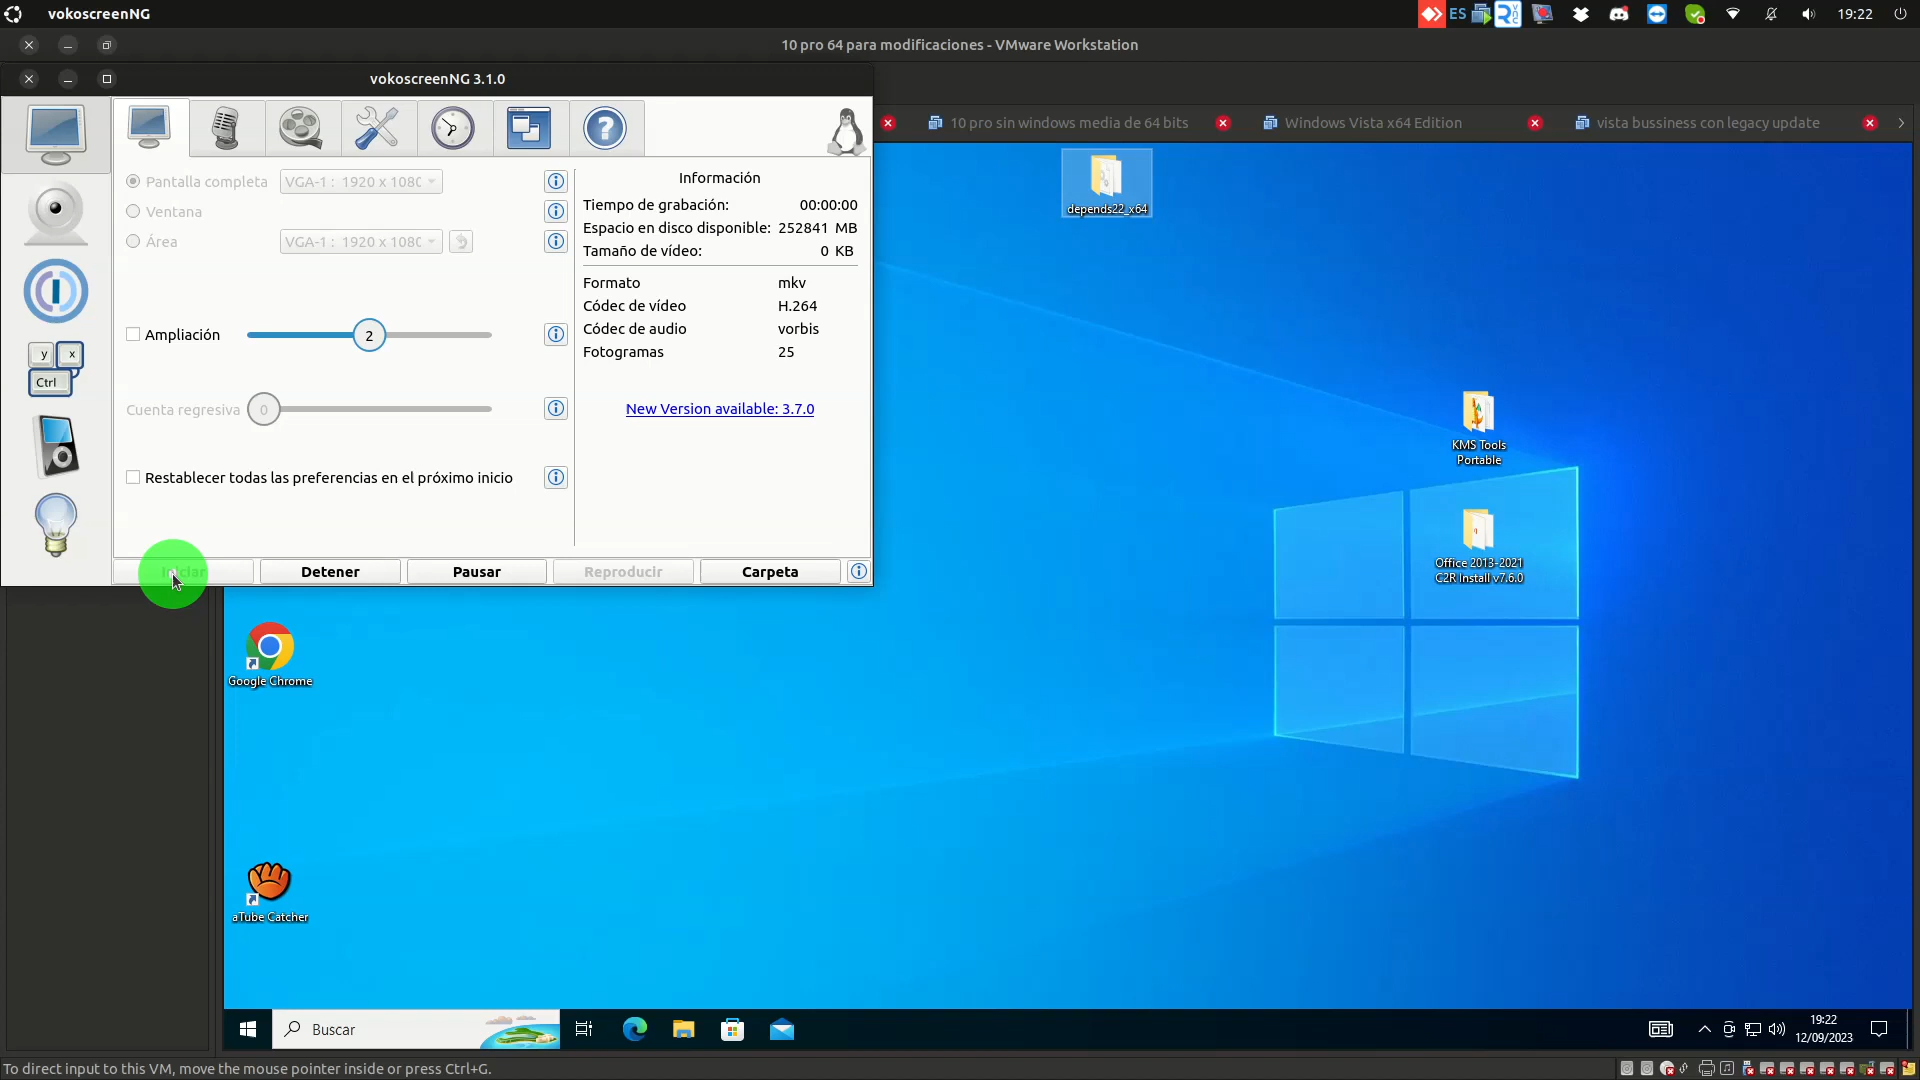 vokoscreenNG
ES
19:22
10 pro 64 para modificaciones - VMware Workstation
vokoscreenNG 3.1.0
10 pro sin windows media de 64 bits
Windows Vista x64 Edition
vista bussiness con legacy update
Pantalla completa
VGA-1 : 1920 x 1080
Ventana
Área
VGA-1 : 1920 x 1080
Ampliación
2
Cuenta regresiva
0
Restablecer todas las preferencias en el próximo inicio
Información
Tiempo de grabación: 00:00:00
Espacio en disco disponible: 252841 MB
Tamaño de vídeo: 0 KB
Formato mkv
Códec de vídeo H.264
Códec de audio vorbis
Fotogramas 25
New Version available: 3.7.0
y
x
Ctrl
Iniciar
Detener
Pausar
Reproducir
Carpeta
depends22_x64
KMS Tools
Portable
Office 2013-2021
C2R Install v7.6.0
Google Chrome
aTube Catcher
Buscar
19:22
12/09/2023
To direct input to this VM, move the mouse pointer inside or press Ctrl+G.